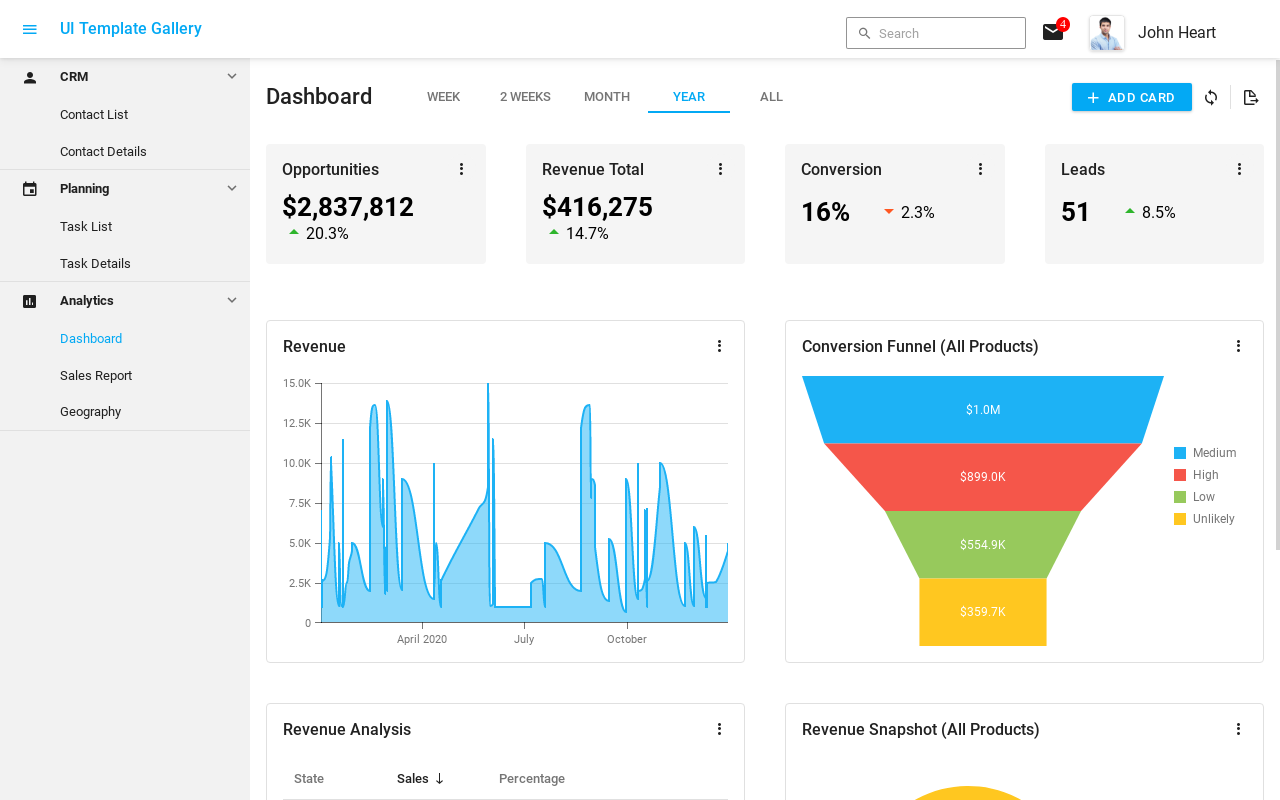 UI Template Gallery
Search
4
John Heart
CRM
Contact List
Contact Details
Planning
Task List
Task Details
Analytics
Dashboard
Sales Report
Geography
Dashboard
WEEK
2 WEEKS
MONTH
YEAR
ALL
ADD CARD
Opportunities
$2,837,812
20.3%
Revenue Total
$416,275
14.7%
Conversion
16%
2.3%
Leads
51
8.5%
Revenue
15.0K
12.5K
10.0K
7.5K
5.0K
2.5K
0
April 2020
July
October
Conversion Funnel (All Products)
$1.0M
$899.0K
$554.9K
$359.7K
Medium
High
Low
Unlikely
Revenue Analysis
State
Sales
Percentage
Revenue Snapshot (All Products)